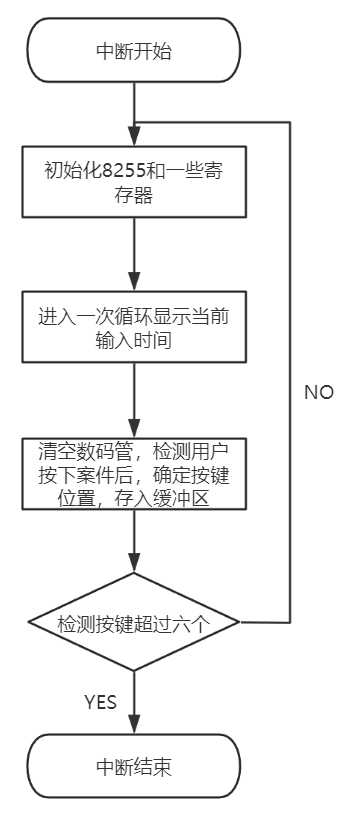 中断开始
初始化8255和一些寄
存器
进入一次循环显示当前
输入时间
NO
清空数码管，检测用户
按下案件后，确定按键
位置，存入缓冲区
检测按键超过六个
YES
中断结束